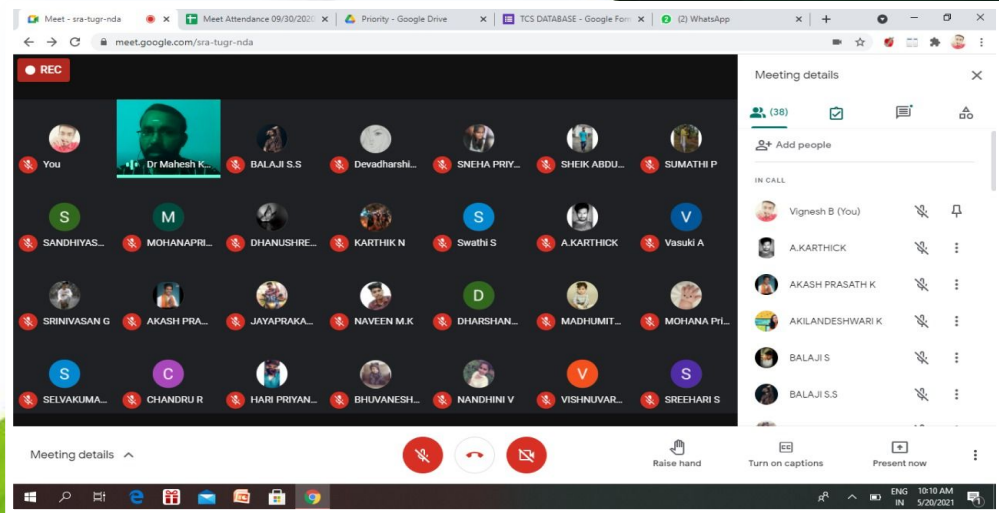 Meet - sra-tugr-nda
Meet Attendance 09/30/2020
Priority - Google Drive
TCS DATABASE - Google Form
(2) WhatsApp
meet.google.com/sra-tugr-nda
REC
You
Dr Mahesh K...
BALAJI S.S
Devadharshi...
SNEHA PRIY...
SHEIK ABDU...
SUMATHI P
S
M
S
V
SANDHIYAS...
MOHANAPRI...
DHANUSHRE...
KARTHIK N
Swathi S
A.KARTHICK
Vasuki A
D
SRINIVASAN G
AKASH PRA...
JAYAPRAKA...
NAVEEN M.K
DHARSHAN...
MADHUMIT...
MOHANA Pri...
S
C
V
S
SELVAKUMA...
CHANDRU R
HARI PRIYAN...
BHUVANESH...
NANDHINI V
VISHNUVAR...
SREEHARI S
Meeting details
(38)
Add people
IN CALL
Vignesh B (You)
A.KARTHICK
AKASH PRASATH K
AKILANDESHWARI K
BALAJI S
BALAJI S.S
Meeting details
Raise hand
Turn on captions
Present now
ENG
IN
10:10 AM
5/20/2021